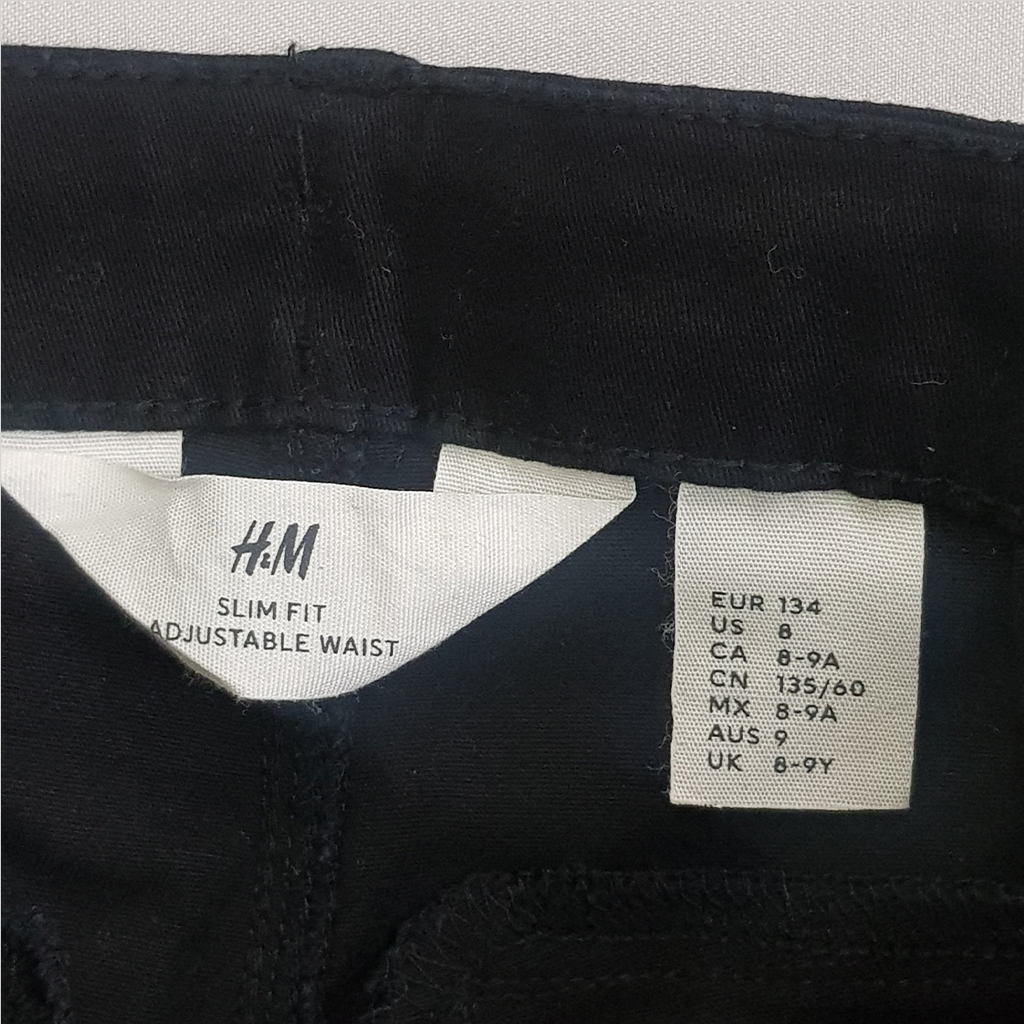 H&M
SLIM FIT
ADJUSTABLE WAIST
EUR 134
US 8
CA 8-9A
CN 135/60
MX 8-9A
AUS 9
UK 8-9Y